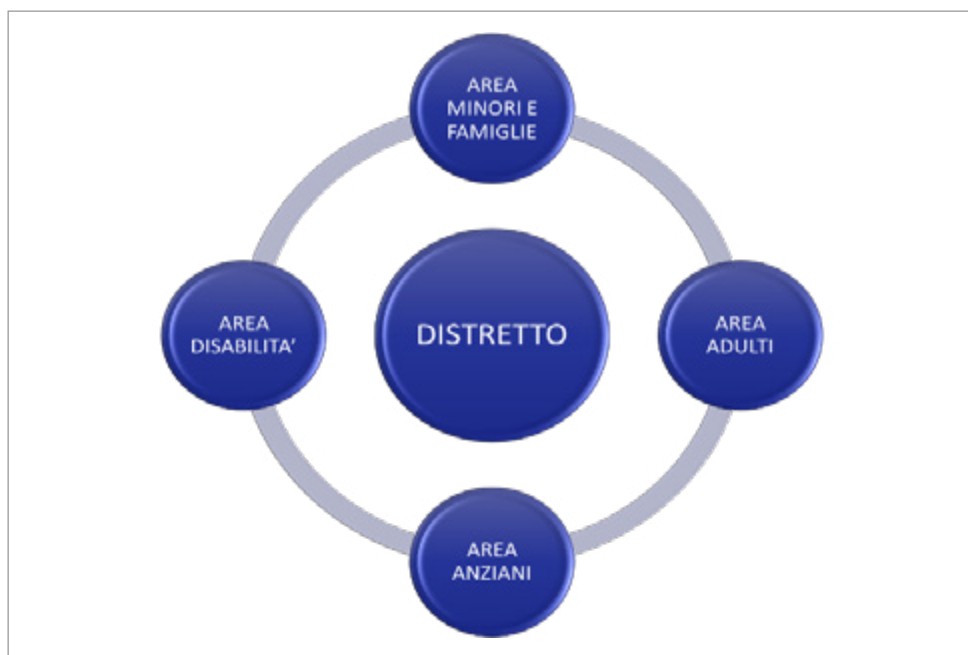 AREA
MINORI E
FAMIGLIE
AREA
DISABILITA'
DISTRETTO
AREA
ADULTI
AREA
ANZIANI